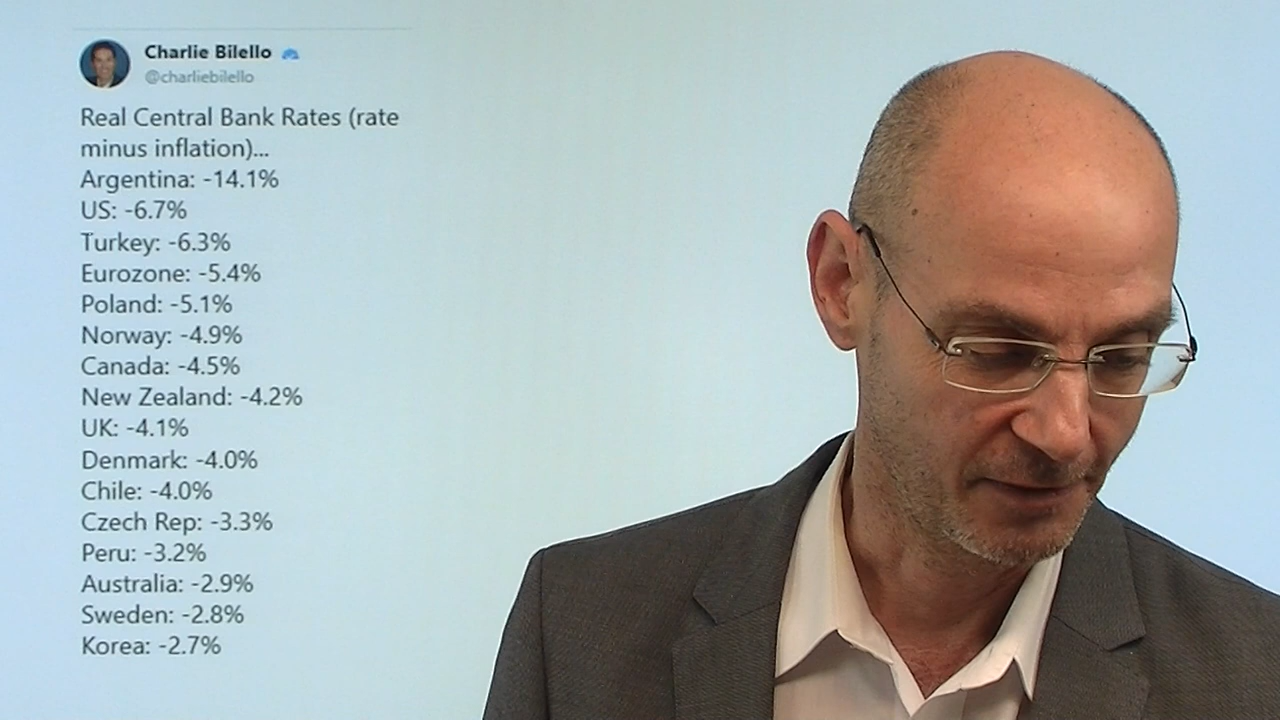 Charlie Bilello
@charliebilello
Real Central Bank Rates (rate
minus inflation)...
Argentina: -14.1%
US: -6.7%
Turkey: -6.3%
Eurozone: -5.4%
Poland: -5.1%
Norway: -4.9%
Canada: -4.5%
New Zealand: -4.2%
UK: -4.1%
Denmark: -4.0%
Chile: -4.0%
Czech Rep: -3.3%
Peru: -3.2%
Australia: -2.9%
Sweden: -2.8%
Korea: -2.7%